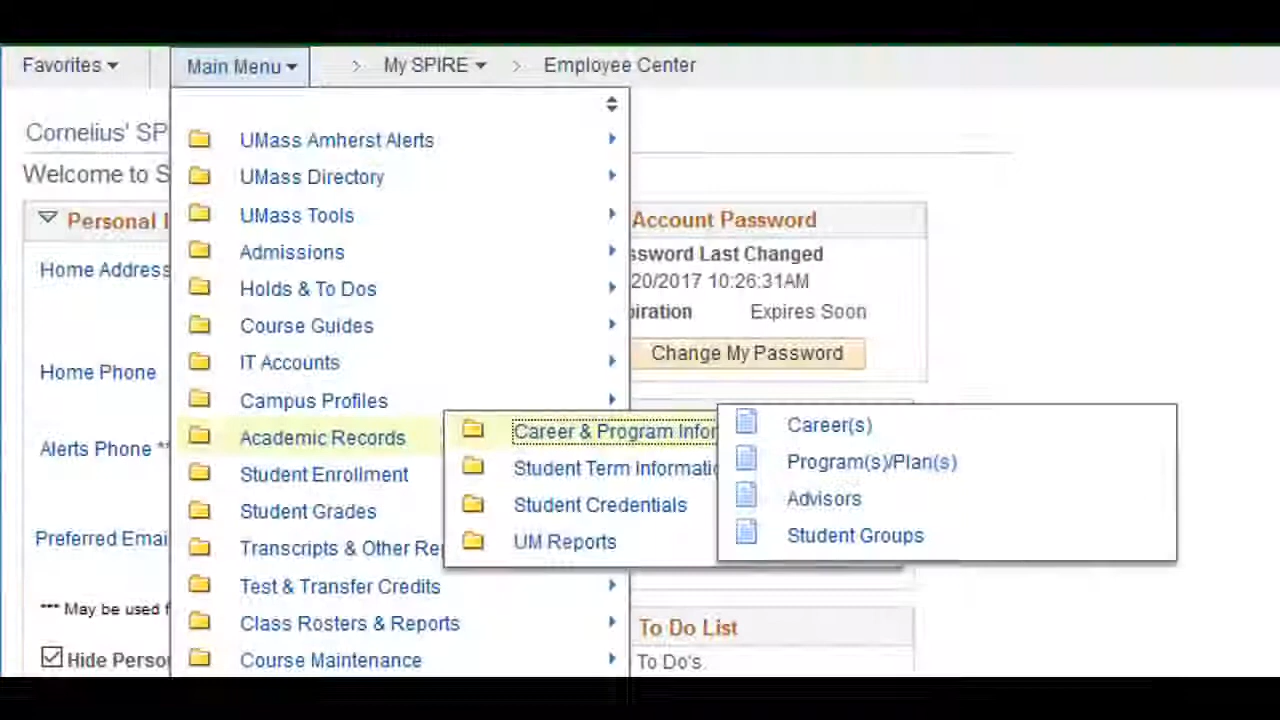 Favorites Main Menu > My SPIRE > Employee Center
Cornelius' SP
Welcome to S
UMass Amherst Alerts
UMass Directory
UMass Tools
Admissions
Holds & To Dos
Course Guides
IT Accounts
Campus Profiles
Academic Records
Student Enrollment
Student Grades
Transcripts & Other Rep
Test & Transfer Credits
Class Rosters & Reports
Course Maintenance
Career & Program Infor
Student Term Informatio
Student Credentials
UM Reports
Career(s)
Program(s)/Plan(s)
Advisors
Student Groups
Personal I
Home Address
Home Phone
Alerts Phone **
Preferred Emai
*** May be used f
Hide Person
Account Password
ssword Last Changed
20/2017 10:26:31AM
piration Expires Soon
Change My Password
To Do List
To Do's